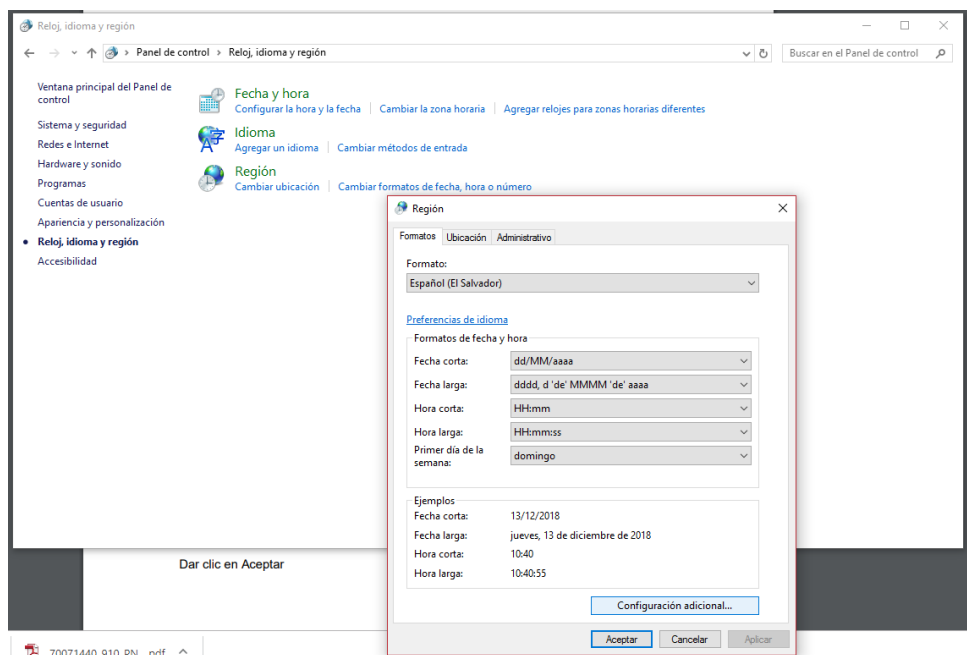 Reloj, idioma y región
Panel de control > Reloj, idioma y región
Buscar en el Panel de control
Ventana principal del Panel de
control
Sistema y seguridad
Redes e Internet
Hardware y sonido
Programas
Cuentas de usuario
Apariencia y personalización
Reloj, idioma y región
Accesibilidad
Fecha y hora
Configurar la hora y la fecha | Cambiar la zona horaria | Agregar relojes para zonas horarias diferentes
Idioma
Agregar un idioma | Cambiar métodos de entrada
Región
Cambiar ubicación | Cambiar formatos de fecha, hora o número
Región
Formatos Ubicación Administrativo
Formato:
Español (El Salvador)
Preferencias de idioma
Formatos de fecha y hora
Fecha corta: dd/MM/aaaa
Fecha larga: dddd, d 'de' MMMM 'de' aaaa
Hora corta: HH:mm
Hora larga: HH:mm:ss
Primer día de la
semana: domingo
Ejemplos
Fecha corta: 13/12/2018
Fecha larga: jueves, 13 de diciembre de 2018
Hora corta: 10:40
Hora larga: 10:40:55
Configuración adicional...
Aceptar Cancelar Aplicar
Dar clic en Aceptar
70071440_910_PN_.pdf